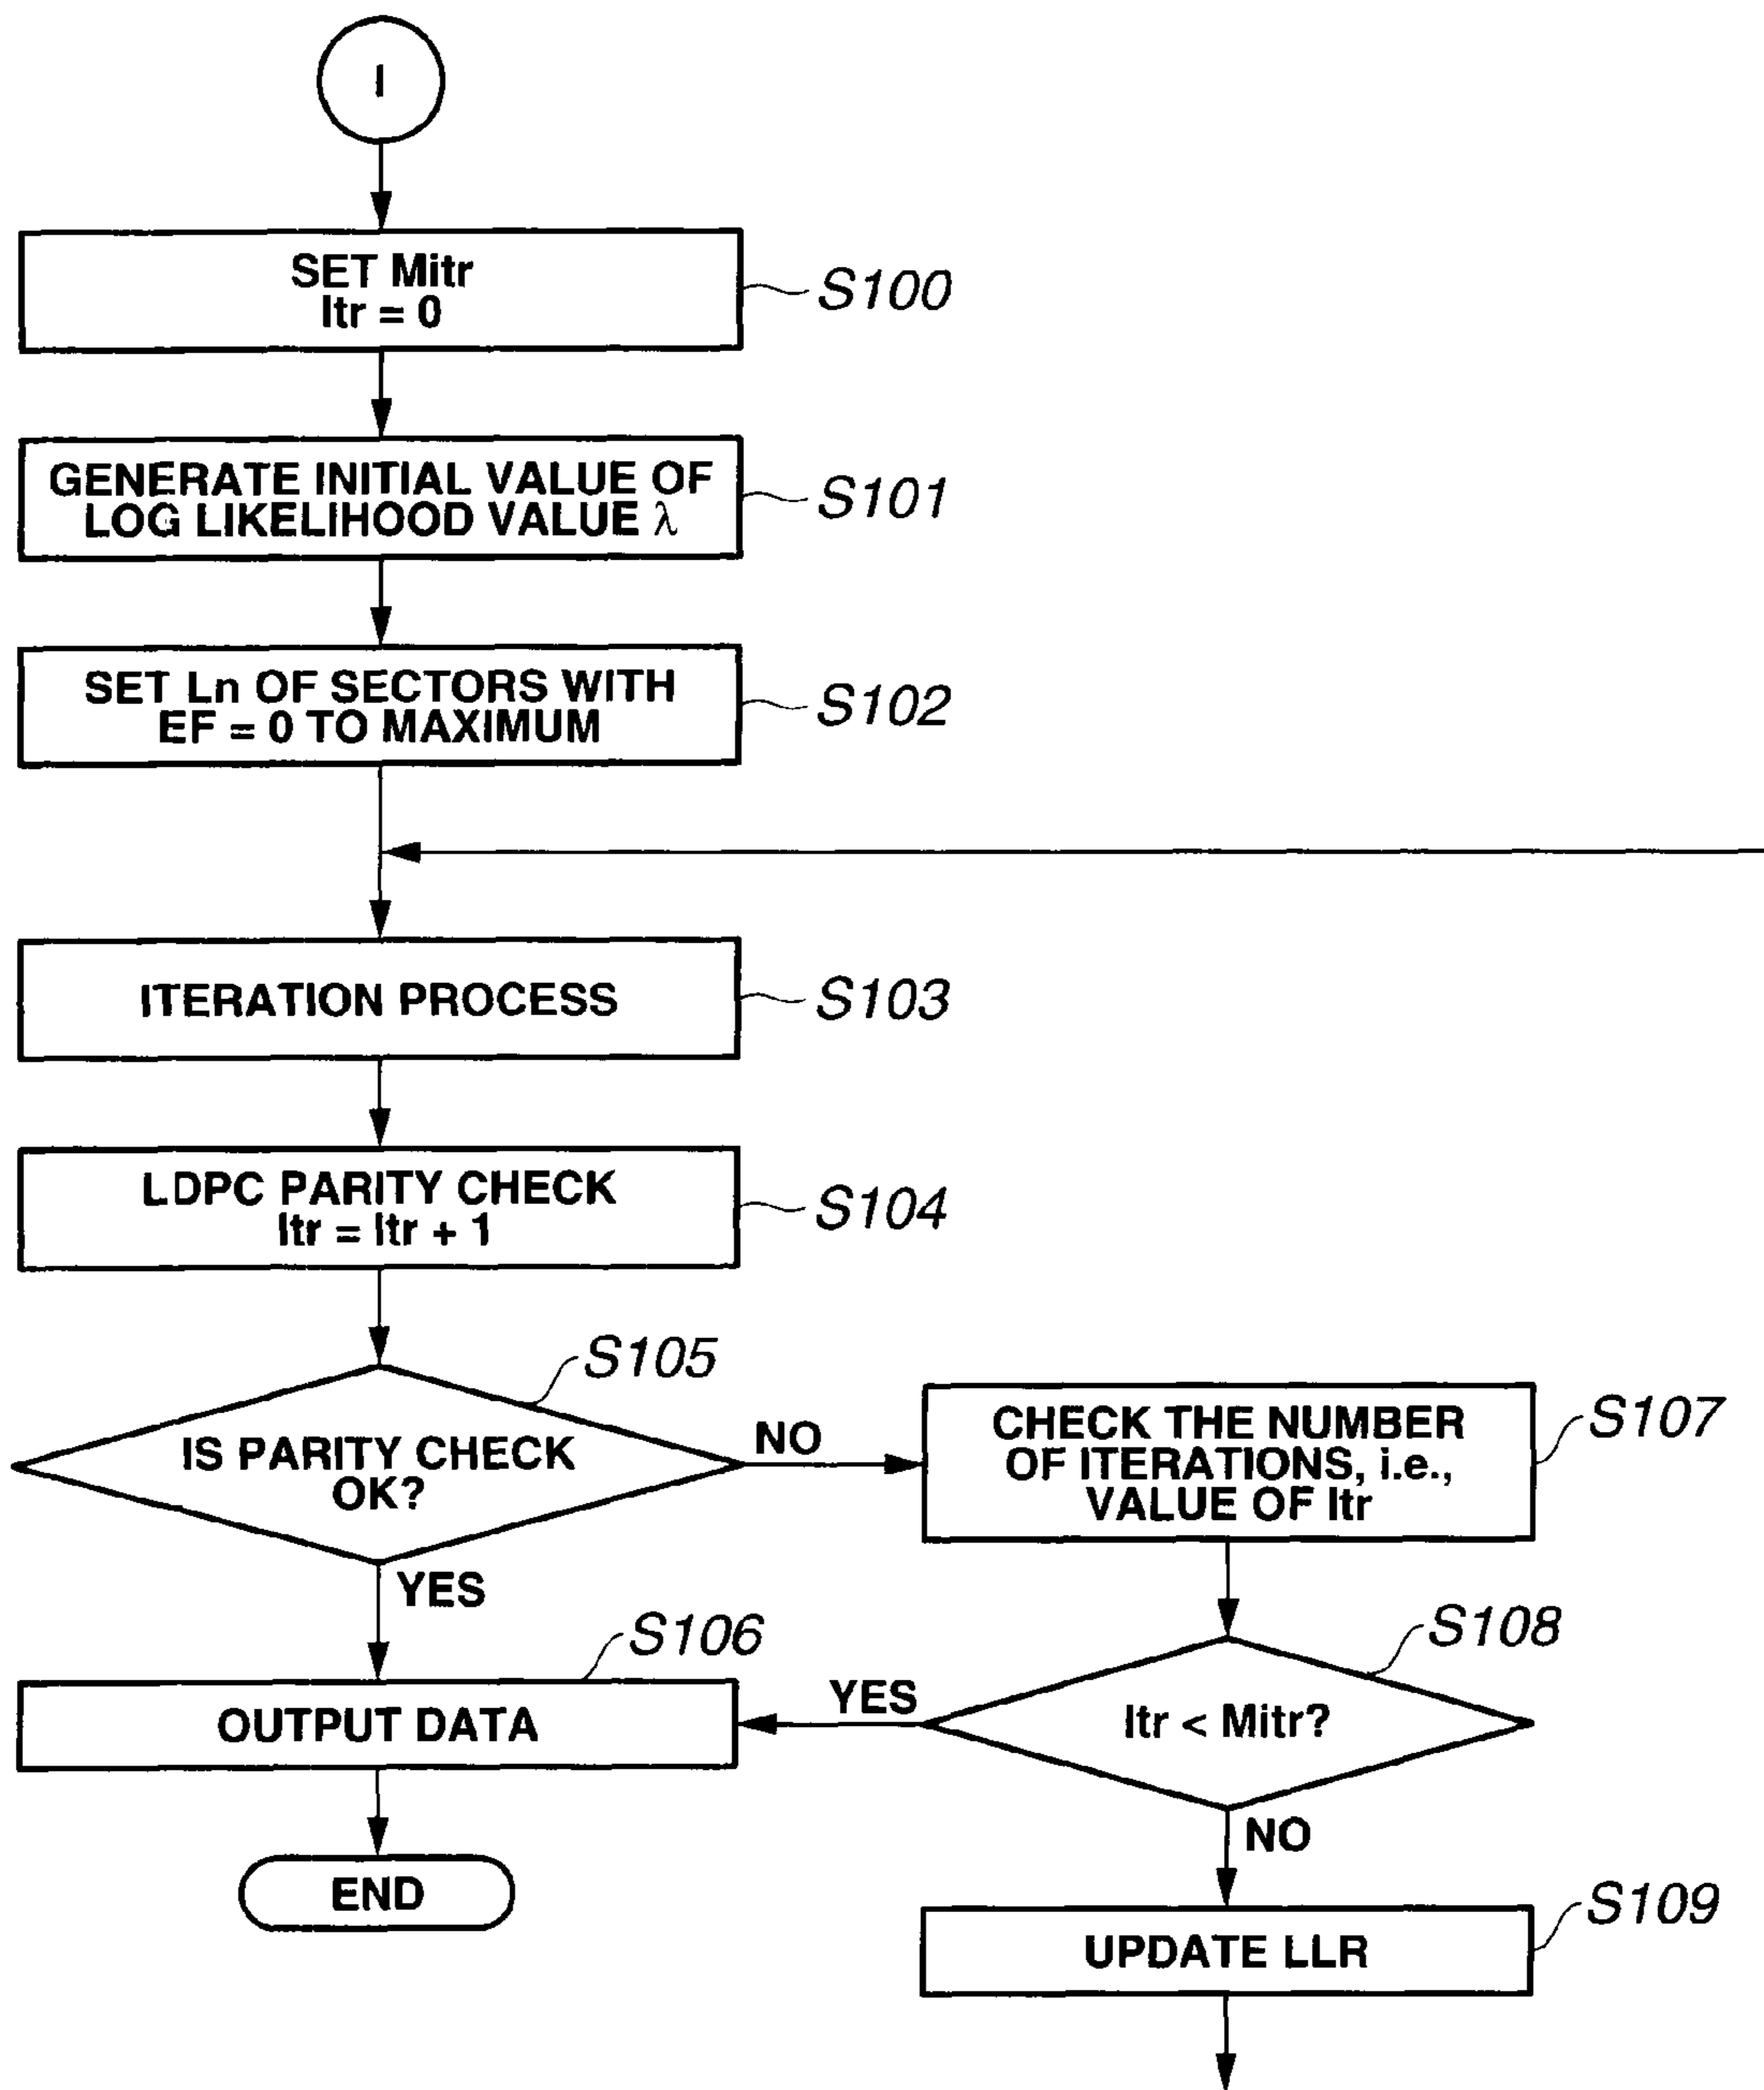 I
SET Mitr
Itr = 0
S100
GENERATE INITIAL VALUE OF
LOG LIKELIHOOD VALUE λ
S101
SET Ln OF SECTORS WITH
EF = 0 TO MAXIMUM
S102
ITERATION PROCESS
S103
LDPC PARITY CHECK
Itr = Itr + 1
S104
S105
IS PARITY CHECK
OK?
NO
YES
CHECK THE NUMBER
OF ITERATIONS, i.e.,
VALUE OF Itr
S107
S106
OUTPUT DATA
YES
S108
Itr < Mitr?
NO
END
UPDATE LLR
S109